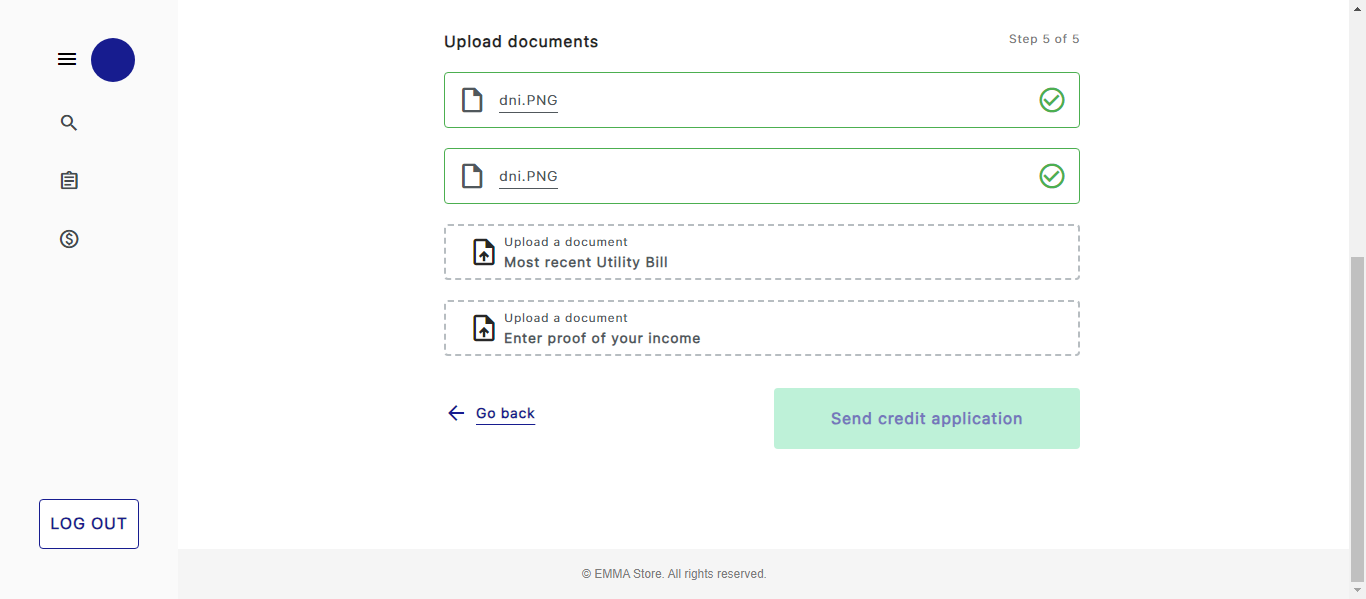 Upload documents
Step 5 of 5
dni.PNG
dni.PNG
Upload a document
Most recent Utility Bill
Upload a document
Enter proof of your income
Go back
Send credit application
LOG OUT
© EMMA Store. All rights reserved.